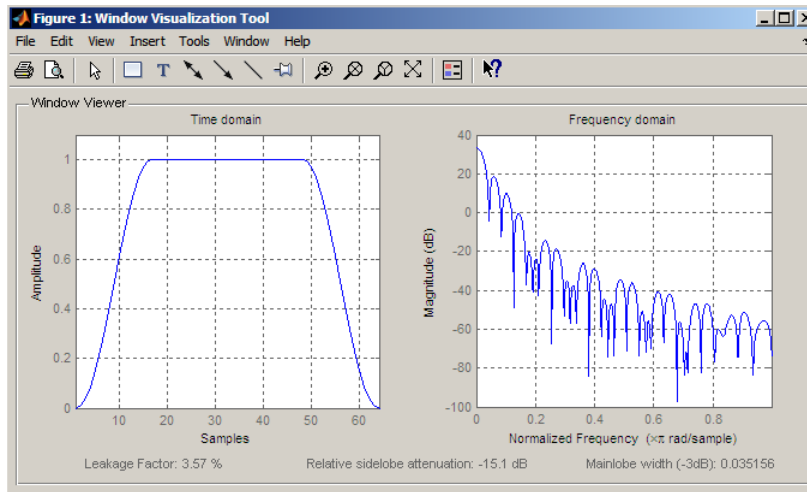 Figure 1: Window Visualization Tool
File Edit View Insert Tools Window Help
T
Window Viewer
Time domain
Frequency domain
1
0.8
0.6
0.4
0.2
0
Amplitude
10 20 30 40 50 60
Samples
40
20
0
-20
-40
-60
-80
-100
Magnitude (dB)
0 0.2 0.4 0.6 0.8
Normalized Frequency (×π rad/sample)
Leakage Factor: 3.57 %
Relative sidelobe attenuation: -15.1 dB
Mainlobe width (-3dB): 0.035156